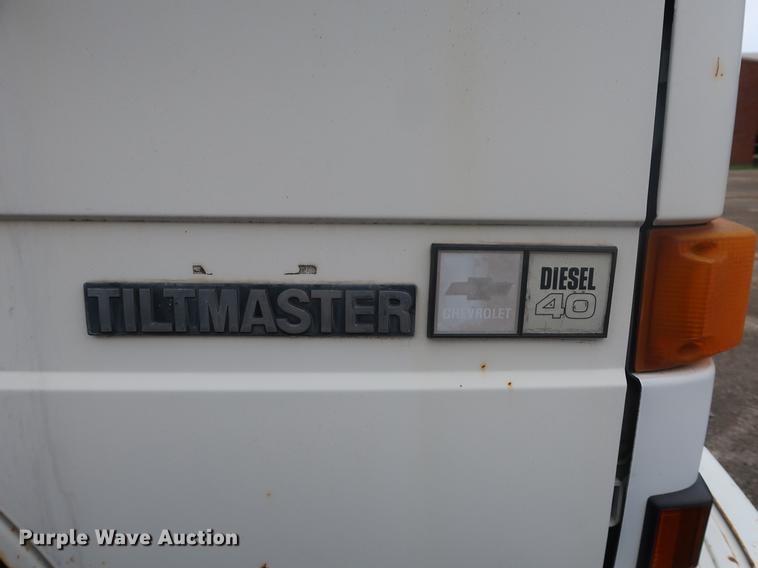 TILTMASTER
CHEVROLET
DIESEL
40
Purple Wave Auction